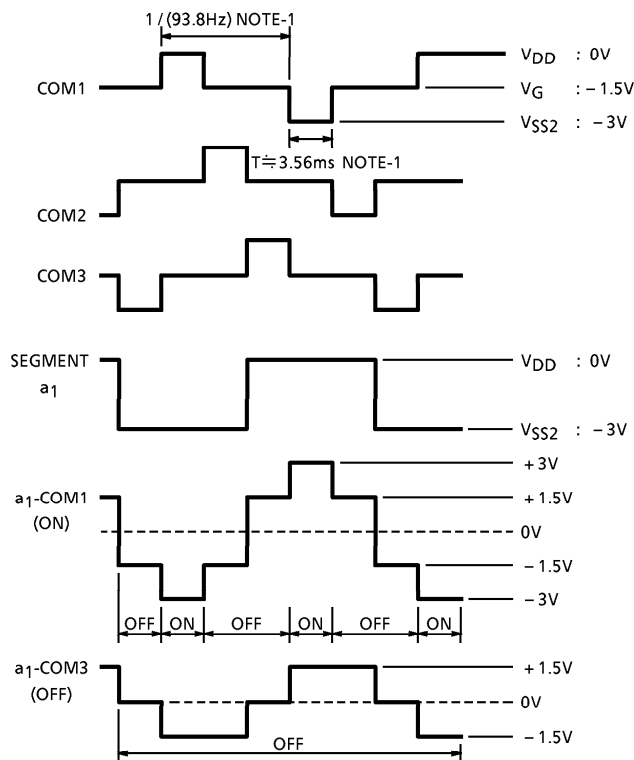 1 / (93.8Hz) NOTE-1
VDD : 0V
COM1
VG : −1.5V
VSS2 : −3V
T≒3.56ms NOTE-1
COM2
COM3
SEGMENT
a1
VDD : 0V
VSS2 : −3V
+3V
a1-COM1
(ON)
+1.5V
0V
−1.5V
−3V
OFF ON OFF ON OFF ON
a1-COM3
(OFF)
+1.5V
0V
−1.5V
OFF